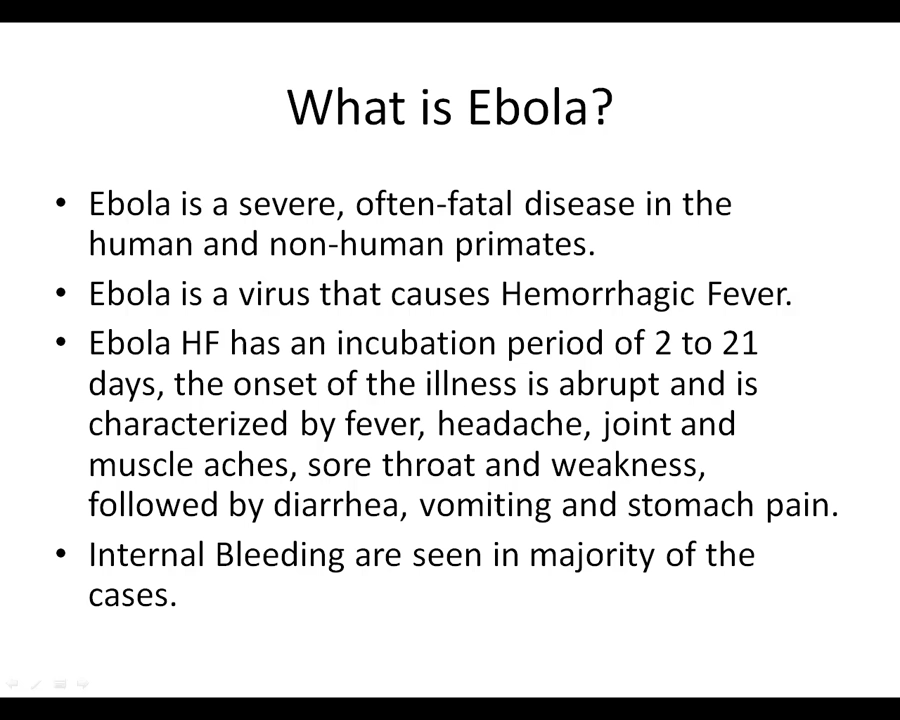 What is Ebola?
• Ebola is a severe, often-fatal disease in the
human and non-human primates.
• Ebola is a virus that causes Hemorrhagic Fever.
• Ebola HF has an incubation period of 2 to 21
days, the onset of the illness is abrupt and is
characterized by fever, headache, joint and
muscle aches, sore throat and weakness,
followed by diarrhea, vomiting and stomach pain.
• Internal Bleeding are seen in majority of the
cases.